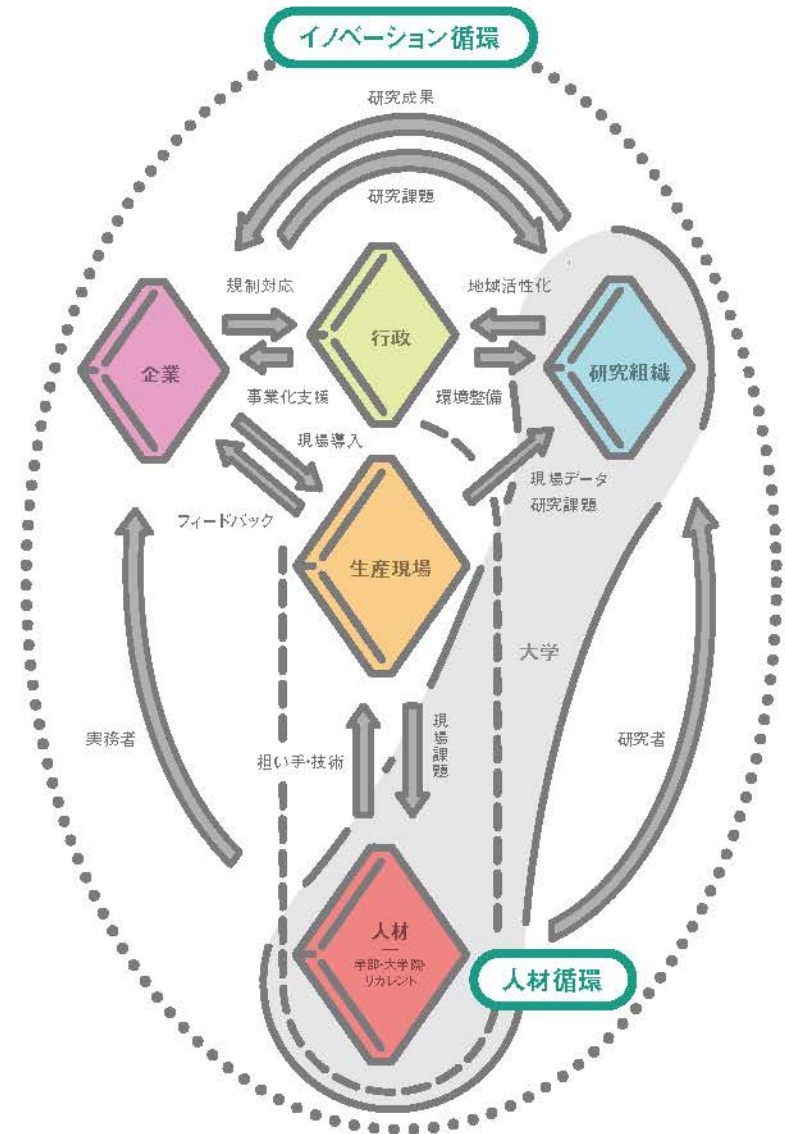 イノベーション循環
研究成果
研究課題
規制対応
地域活性化
行政
企業
研究組織
事業化支援
環境整備
現場導入
現場データ
研究課題
フィードバック
生産現場
大学
現場課題
実務者
研究者
担い手・技術
人材
学部・大学院・
リカレント
人材循環